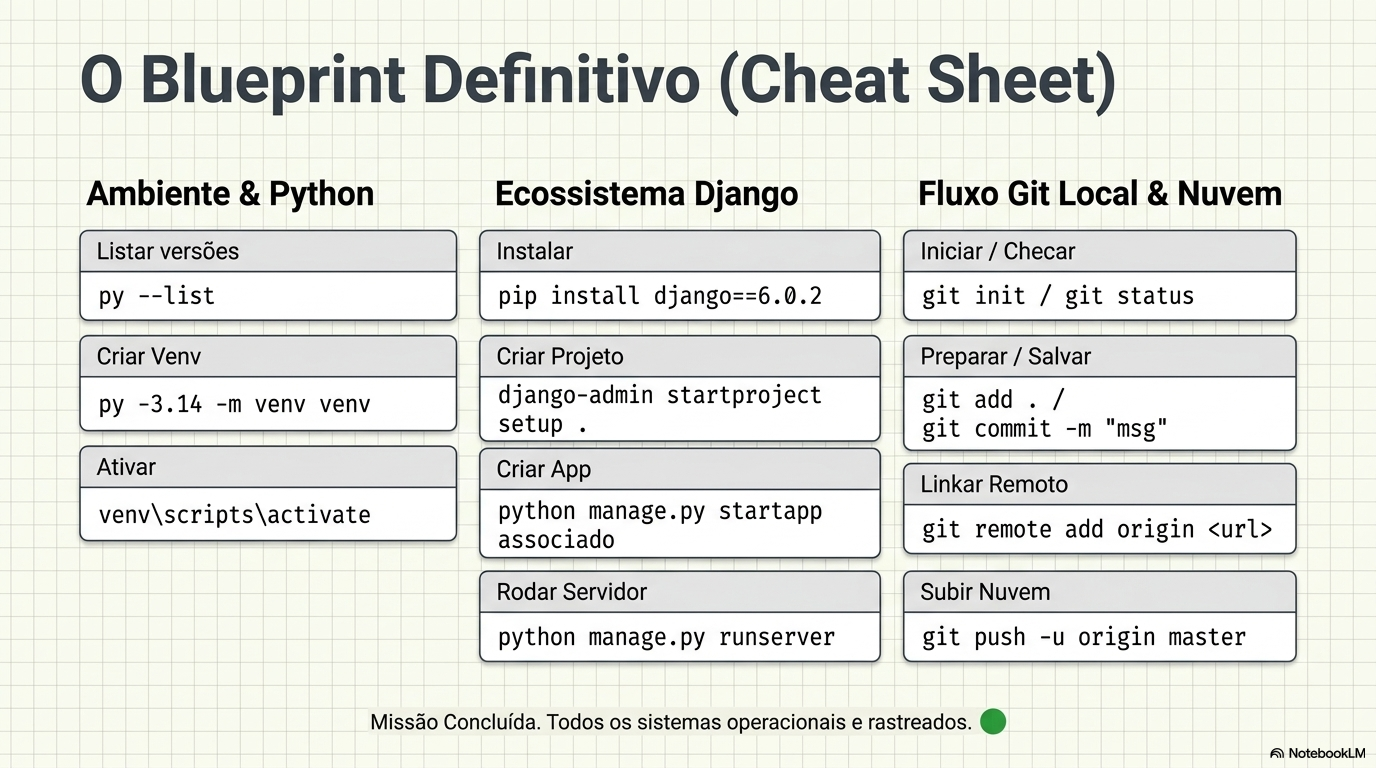 O Blueprint Definitivo (Cheat Sheet)
Ambiente & Python
Listar versões
py --list
Criar Venv
py -3.14 -m venv venv
Ativar
venv\scripts\activate
Ecossistema Django
Instalar
pip install django==6.0.2
Criar Projeto
django-admin startproject
setup .
Criar App
python manage.py startapp
associado
Rodar Servidor
python manage.py runserver
Fluxo Git Local & Nuvem
Iniciar / Checar
git init / git status
Preparar / Salvar
git add . /
git commit -m "msg"
Linkar Remoto
git remote add origin <url>
Subir Nuvem
git push -u origin master
Missão Concluída. Todos os sistemas operacionais e rastreados.
NotebookLM